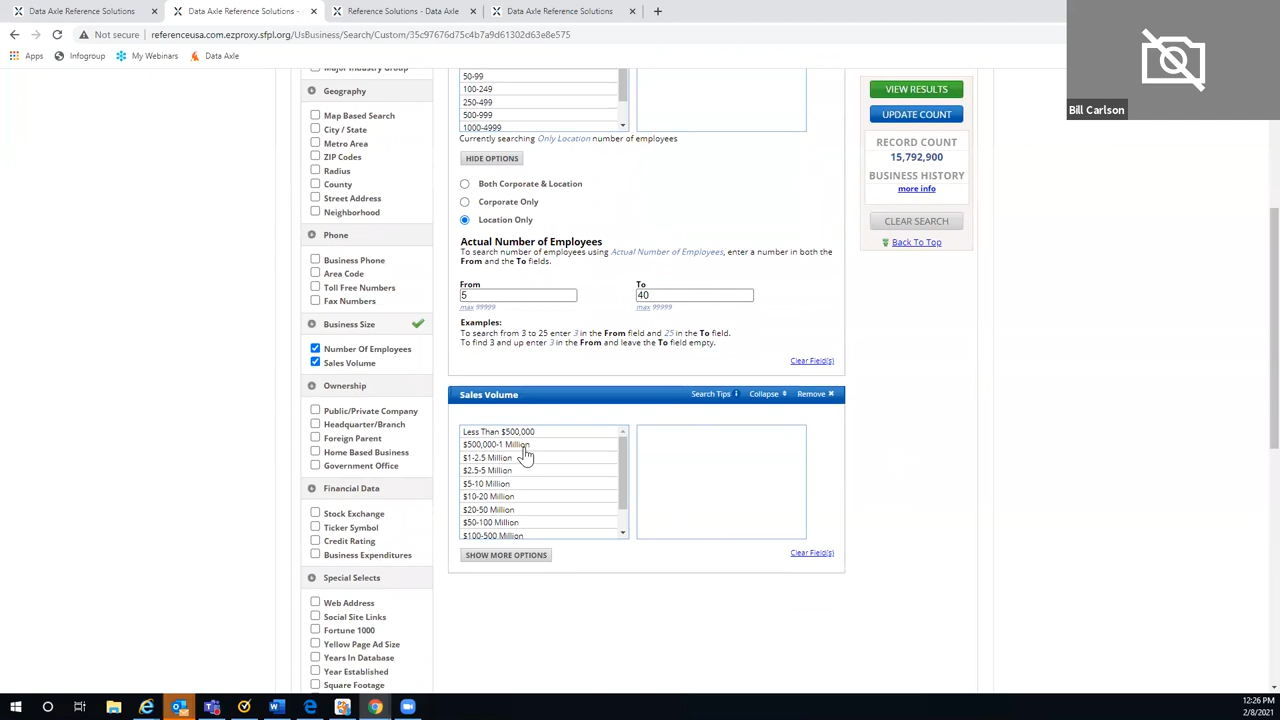 Data Axle Reference Solutions
Data Axle Reference Solutions -
Reference Solutions - Data Axle
Data Axle Reference Solutions
Not secure
referenceusa.com.ezproxy.sfpl.org/UsBusiness/Search/Custom/35c97676d75c4b7a9d61302d63e8e575
Apps
Infogroup
My Webinars
Data Axle
Bill Carlson
Major Industry Group
Geography
Map Based Search
City / State
Metro Area
ZIP Codes
Radius
County
Street Address
Neighborhood
Phone
Business Phone
Area Code
Toll Free Numbers
Fax Numbers
Business Size
Number Of Employees
Sales Volume
Ownership
Public/Private Company
Headquarter/Branch
Foreign Parent
Home Based Business
Government Office
Financial Data
Stock Exchange
Ticker Symbol
Credit Rating
Business Expenditures
Special Selects
Web Address
Social Site Links
Fortune 1000
Yellow Page Ad Size
Years In Database
Year Established
Square Footage
50-99
100-249
250-499
500-999
1000-4999
Currently searching Only Location number of employees
HIDE OPTIONS
Both Corporate & Location
Corporate Only
Location Only
Actual Number of Employees
To search number of employees using Actual Number of Employees, enter a number in both the
From and the To fields.
From
To
5
40
max 99999
max 99999
Examples:
To search from 3 to 25 enter 3 in the From field and 25 in the To field.
To find 3 and up enter 3 in the From and leave the To field empty.
Clear Field(s)
Sales Volume
Search Tips
Collapse
Remove
Less Than $500,000
$500,000-1 Million
$1-2.5 Million
$2.5-5 Million
$5-10 Million
$10-20 Million
$20-50 Million
$50-100 Million
$100-500 Million
SHOW MORE OPTIONS
Clear Field(s)
VIEW RESULTS
UPDATE COUNT
RECORD COUNT
15,792,900
BUSINESS HISTORY
more info
CLEAR SEARCH
Back To Top
12:26 PM
2/8/2021